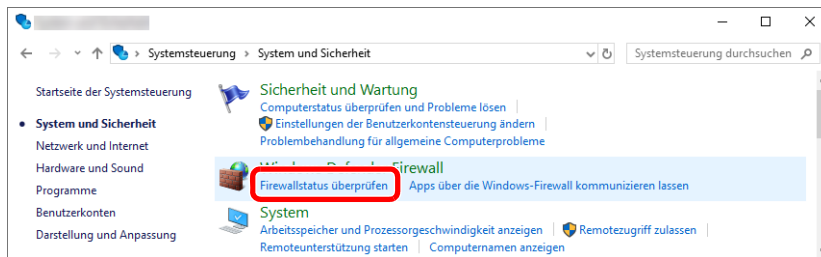 Systemsteuerung > System und Sicherheit
Systemsteuerung durchsuchen
Startseite der Systemsteuerung
System und Sicherheit
Netzwerk und Internet
Hardware und Sound
Programme
Benutzerkonten
Darstellung und Anpassung
Sicherheit und Wartung
Computerstatus überprüfen und Probleme lösen
Einstellungen der Benutzerkontensteuerung ändern
Problembehandlung für allgemeine Computerprobleme
Firewall
Firewallstatus überprüfen Apps über die Windows-Firewall kommunizieren lassen
System
Arbeitsspeicher und Prozessorgeschwindigkeit anzeigen Remotezugriff zulassen
Remoteunterstützung starten Computernamen anzeigen